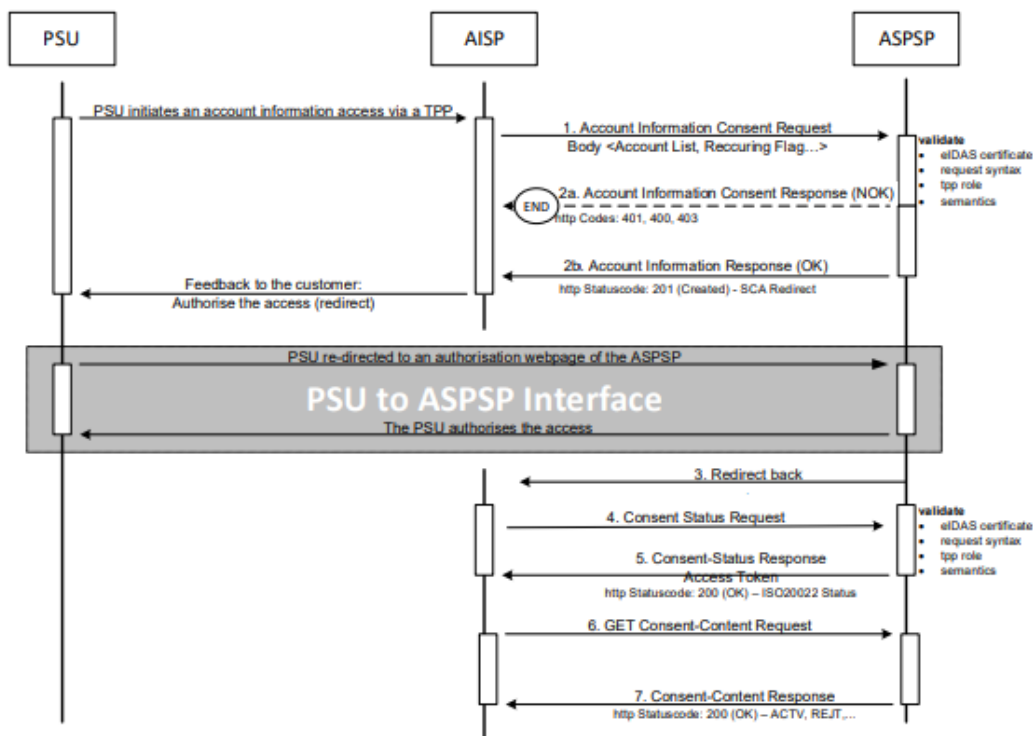 PSU
AISP
ASPSP
PSU initiates an account information access via a TPP
1. Account Information Consent Request
Body <Account List, Reccuring Flag...>
validate
• eIDAS certificate
• request syntax
• tpp role
• semantics
2a. Account Information Consent Response (NOK)
END
http Codes: 401, 400, 403
2b. Account Information Response (OK)
http Statuscode: 201 (Created) - SCA Redirect
Feedback to the customer:
Authorise the access (redirect)
PSU re-directed to an authorisation webpage of the ASPSP
PSU to ASPSP Interface
The PSU authorises the access
3. Redirect back
4. Consent Status Request
validate
• eIDAS certificate
• request syntax
• tpp role
• semantics
5. Consent-Status Response
Access Token
http Statuscode: 200 (OK) – ISO20022 Status
6. GET Consent-Content Request
7. Consent-Content Response
http Statuscode: 200 (OK) – ACTV, REJT,...